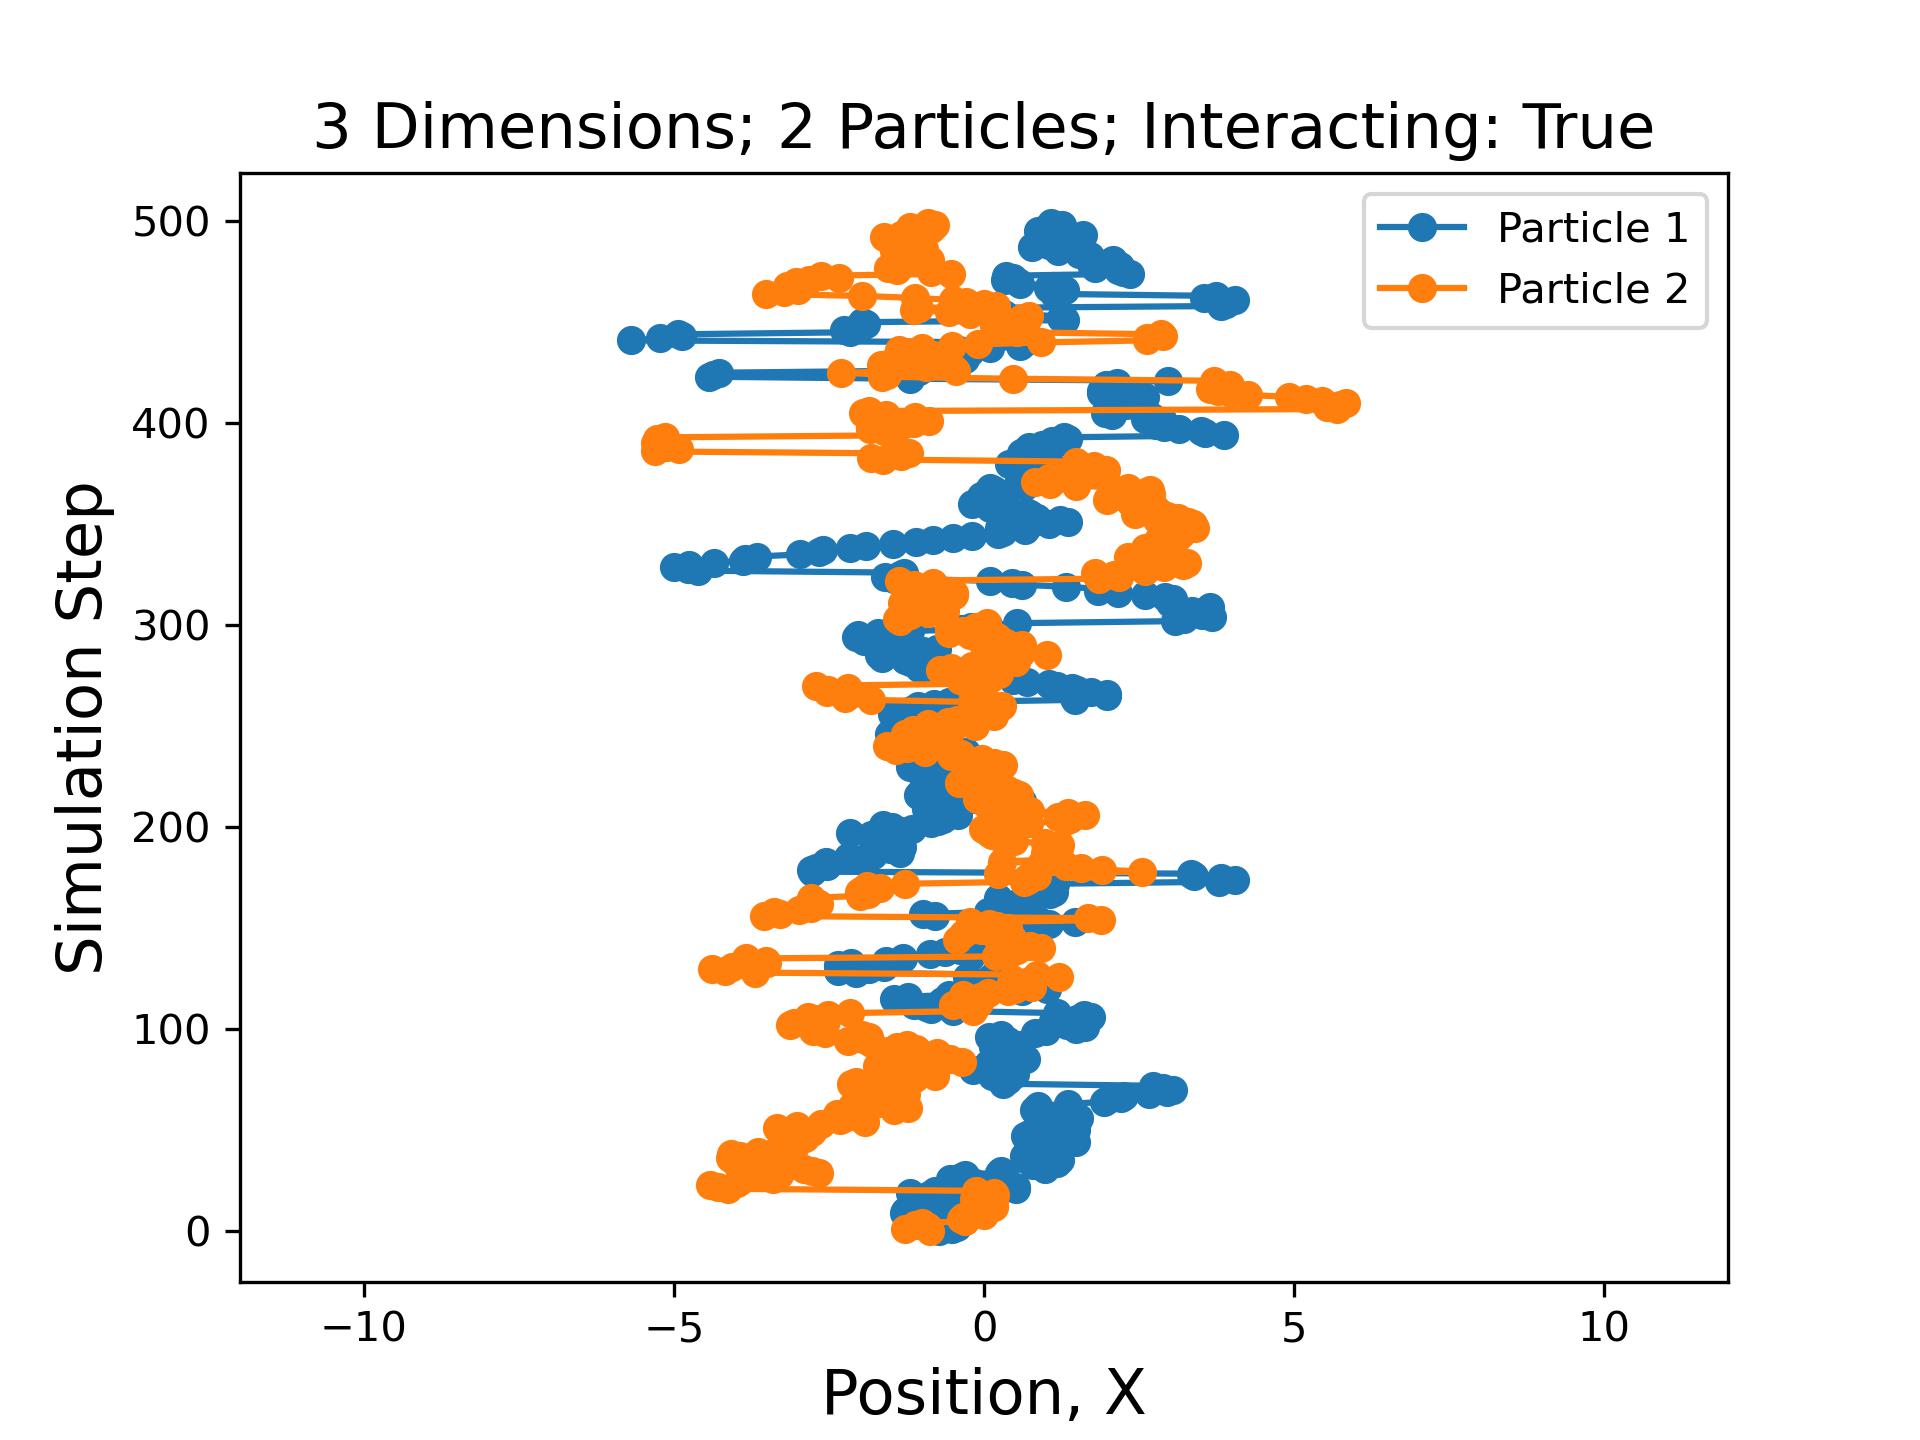 3 Dimensions; 2 Particles; Interacting: True
Particle 1
Particle 2
Simulation Step
500
400
300
200
100
0
−10
−5
0
5
10
Position, X